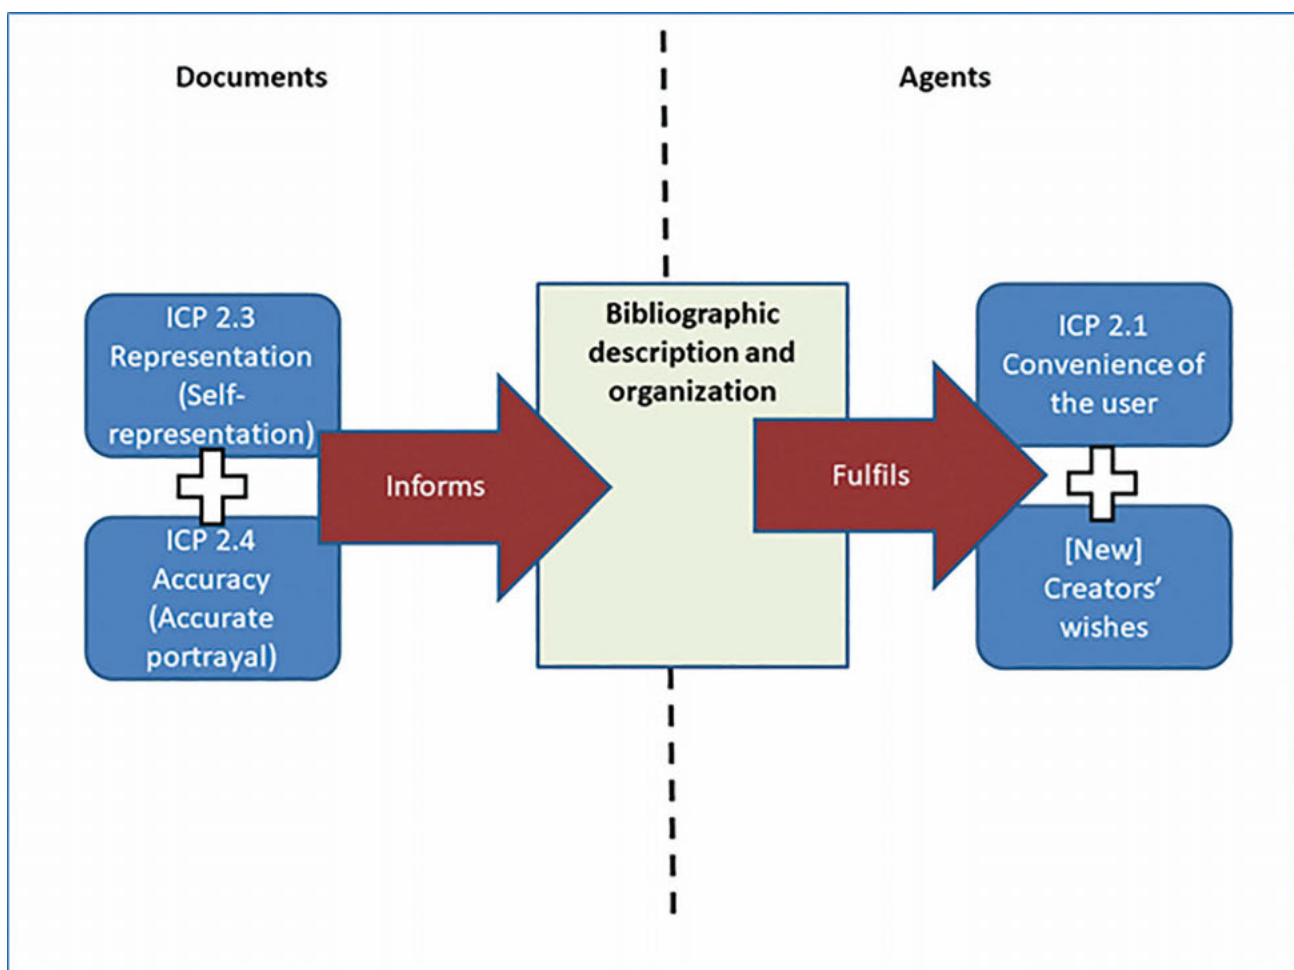 Documents
Agents
ICP 2.3
Representation
(Self-
representation)
ICP 2.4
Accuracy
(Accurate
portrayal)
Informs
Bibliographic
description and
organization
Fulfils
ICP 2.1
Convenience of
the user
[New]
Creators’
wishes